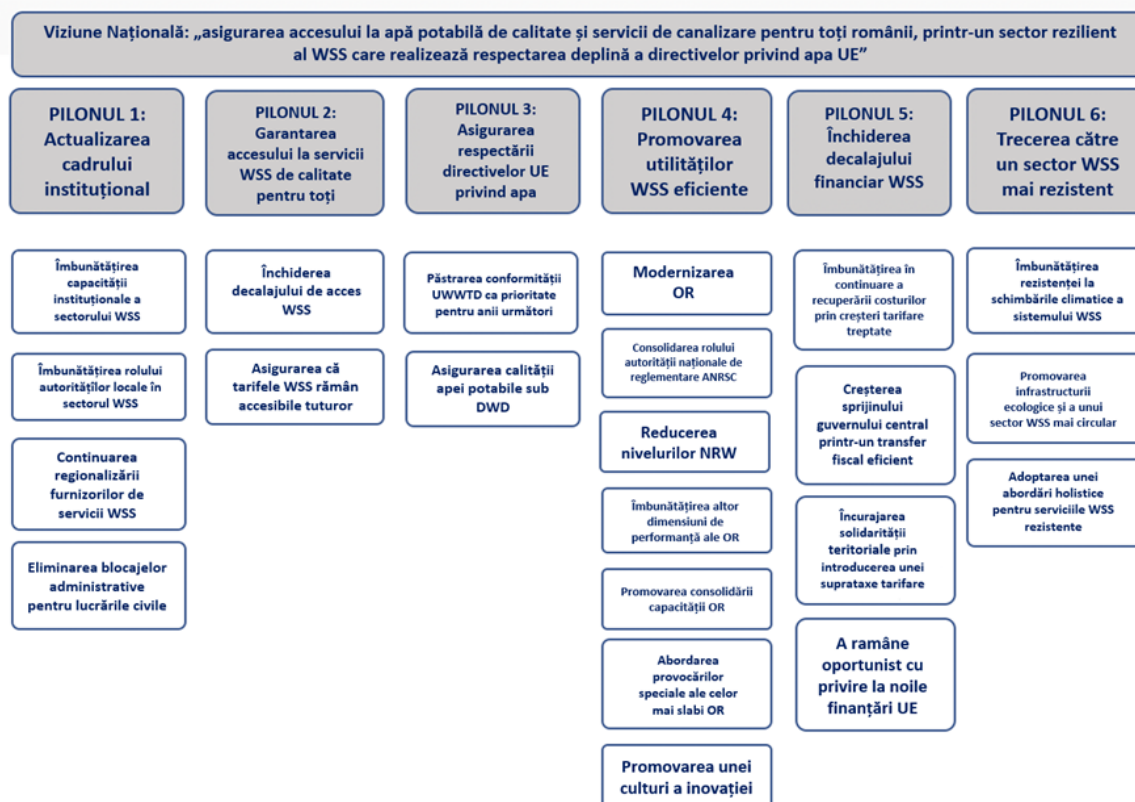 Viziune Națională: „asigurarea accesului la apă potabilă de calitate și servicii de canalizare pentru toți românii, printr-un sector rezilient
al WSS care realizează respectarea deplină a directivelor privind apa UE”
PILONUL 1:
Actualizarea
cadrului
instituțional
Îmbunătățirea
capacității
instituționale a
sectorului WSS
Îmbunătățirea rolului
autorităților locale în
sectorul WSS
Continuarea
regionalizării
furnizorilor de
servicii WSS
Eliminarea blocajelor
administrative
pentru lucrările civile
PILONUL 2:
Garantarea
accesului la servicii
WSS de calitate
pentru toți
Închiderea
decalajului de acces
WSS
Asigurarea că
tarifele WSS rămân
accesibile tuturor
PILONUL 3:
Asigurarea
respectării
directivelor UE
privind apa
Păstrarea conformității
UWWTD ca prioritate
pentru anii următori
Asigurarea calității
apei potabile sub
DWD
PILONUL 4:
Promovarea
utilităților
WSS eficiente
Modernizarea
OR
Consolidarea rolului
autorității naționale de
reglementare ANRSC
Reducerea
nivelurilor NRW
Îmbunătățirea altor
dimensiuni de
performanță ale OR
Promovarea consolidării
capacității OR
Abordarea
provocărilor
speciale ale celor
mai slabi OR
Promovarea unei
culturi a inovației
PILONUL 5:
Închiderea
decalajului
financiar WSS
Îmbunătățirea în
continuare a
recuperării costurilor
prin creșteri tarifare
treptate
Creșterea
sprijinului
guvernului central
printr-un transfer
fiscal eficient
Încurajarea
solidarității
teritoriale prin
introducerea unei
suprataxe tarifare
A ramâne
oportunist cu
privire la noile
finanțări UE
PILONUL 6:
Trecerea către
un sector WSS
mai rezistent
Îmbunătățirea
rezistenței la
schimbările climatice a
sistemului WSS
Promovarea
infrastructurii
ecologice și a unui
sector WSS mai circular
Adoptarea unei
abordări holistice
pentru serviciile WSS
rezistente